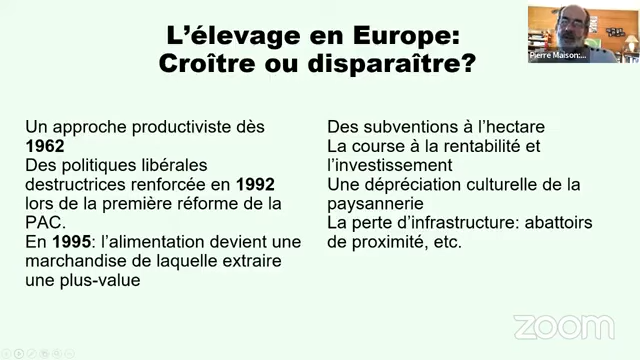 L'élevage en Europe:
Croître ou disparaître?
Un approche productiviste dès
1962
Des politiques libérales
destructrices renforcée en 1992
lors de la première réforme de la
PAC.
En 1995: l'alimentation devient une
marchandise de laquelle extraire
une plus-value
Des subventions à l'hectare
La course à la rentabilité et
l'investissement
Une dépréciation culturelle de la
paysannerie
La perte d'infrastructure: abattoirs
de proximité, etc.
Pierre Maison:...
zoom